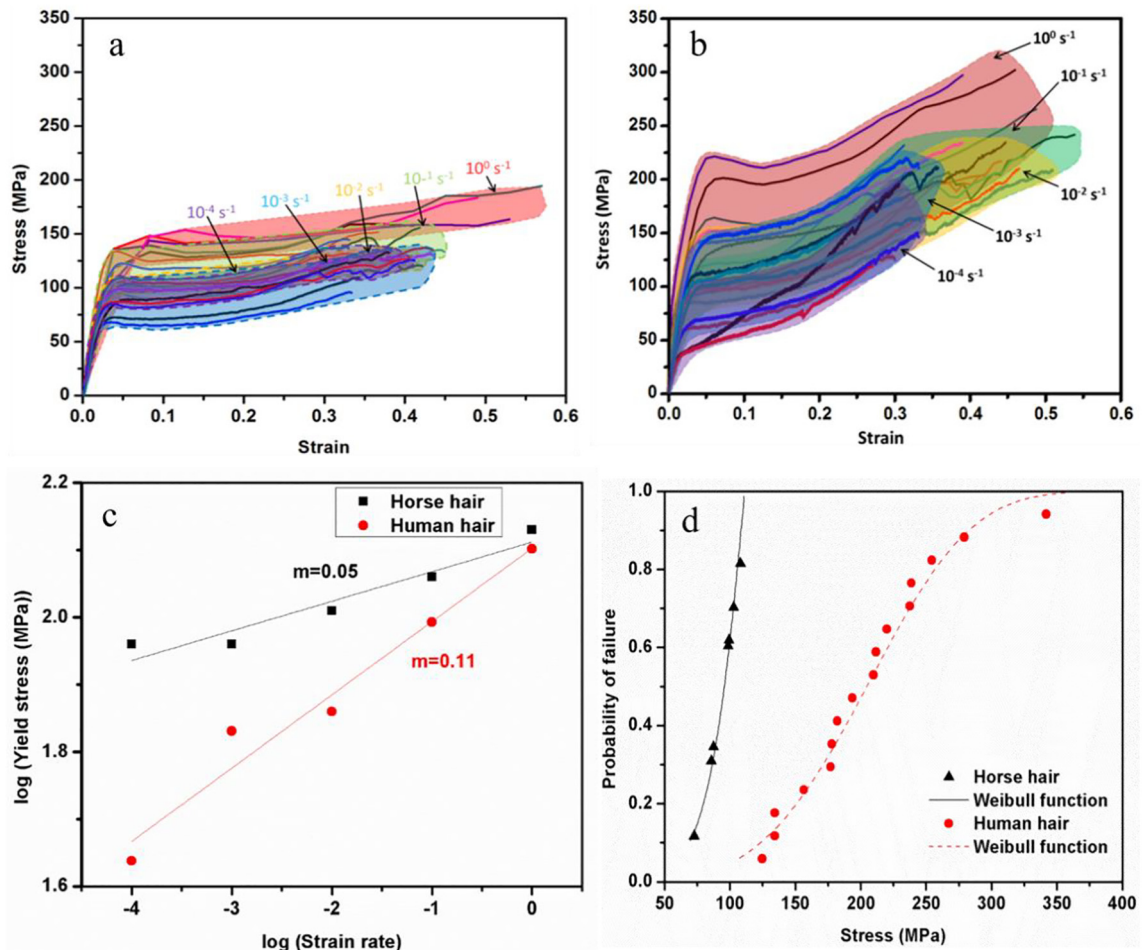 a
350
300
250
200
150
100
50
0
Stress (MPa)
10⁻⁴ s⁻¹
10⁻³ s⁻¹
10⁻² s⁻¹
10⁻¹ s⁻¹
10⁰ s⁻¹
0.0 0.1 0.2 0.3 0.4 0.5 0.6
Strain
b
350
300
250
200
150
100
50
0
Stress (MPa)
10⁰ s⁻¹
10⁻¹ s⁻¹
10⁻² s⁻¹
10⁻³ s⁻¹
10⁻⁴ s⁻¹
0.0 0.1 0.2 0.3 0.4 0.5 0.6
Strain
c
2.2
2.0
1.8
1.6
log (Yield stress (MPa))
Horse hair
Human hair
m=0.05
m=0.11
-4 -3 -2 -1 0
log (Strain rate)
d
1.0
0.8
0.6
0.4
0.2
0.0
Probability of failure
Horse hair
Weibull function
Human hair
Weibull function
50 100 150 200 250 300 350 400
Stress (MPa)